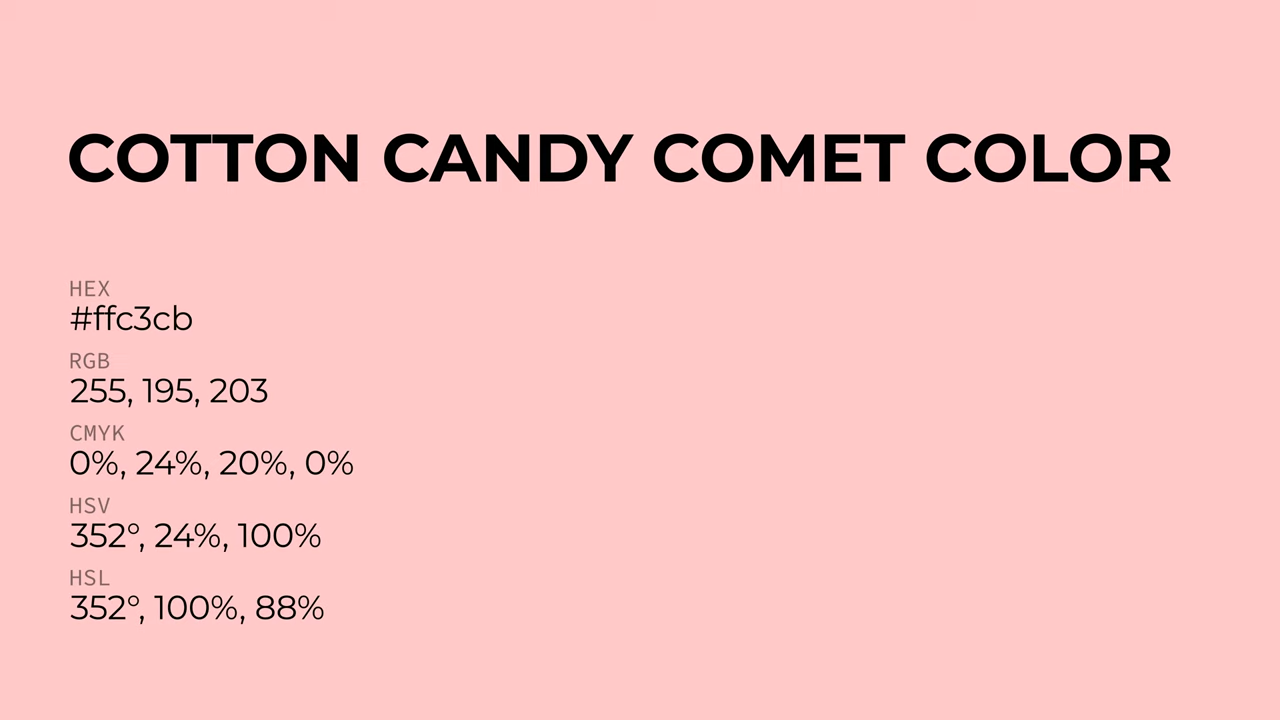 COTTON CANDY COMET COLOR
HEX
#ffc3cb
RGB
255, 195, 203
CMYK
0%, 24%, 20%, 0%
HSV
352°, 24%, 100%
HSL
352°, 100%, 88%